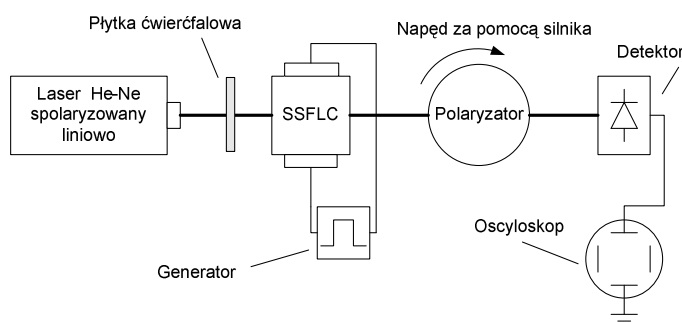 Płytka ćwierćfalowa
Napęd za pomocą silnika
Detektor
Laser He-Ne
spolaryzowany
liniowo
SSFLC
Polaryzator
Oscyloskop
Generator